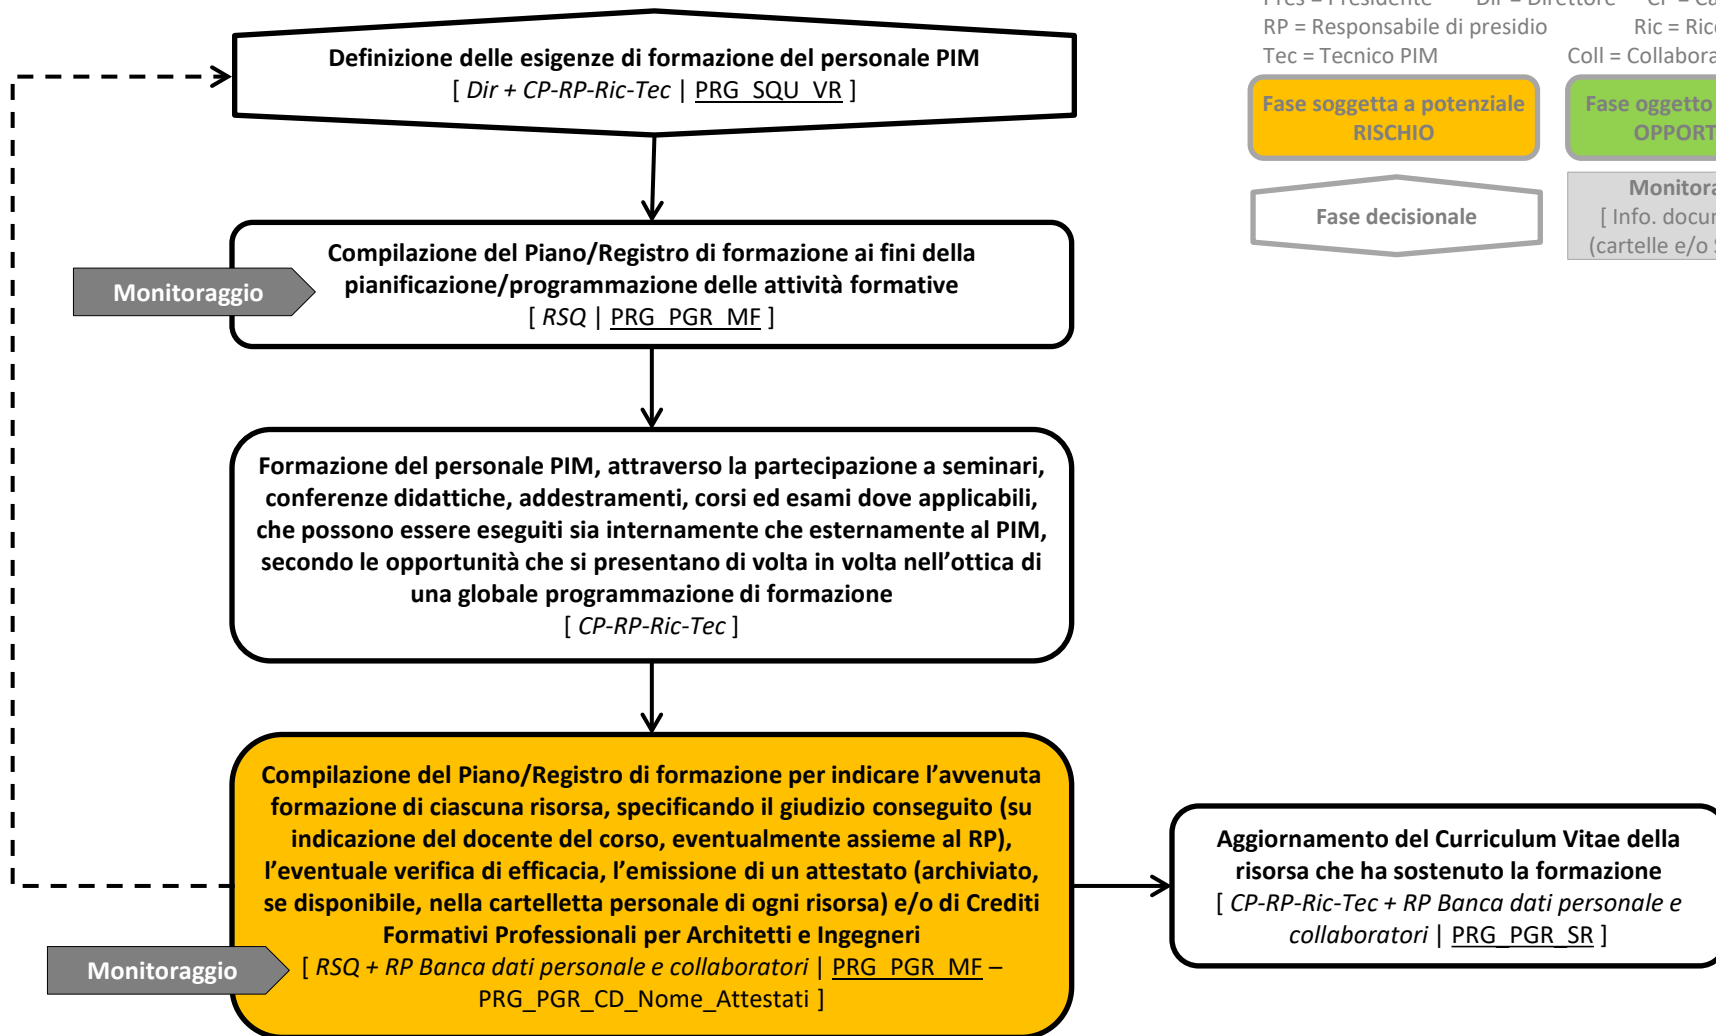 Pres = Presidente Dir = Direttore CP =
RP = Responsabile di presidio Ric =
Tec = Tecnico PIM Coll =
Fase soggetta a potenziale
RISCHIO
Fase oggetto
Fase decisionale
[ Info.
(cartelle e/o
Definizione delle esigenze di formazione del personale PIM
[ Dir + CP-RP-Ric-Tec | PRG_SQU_VR ]
Monitoraggio
Compilazione del Piano/Registro di formazione ai fini della
pianificazione/programmazione delle attività formative
[ RSQ | PRG_PGR_MF ]
Formazione del personale PIM, attraverso la partecipazione a seminari,
conferenze didattiche, addestramenti, corsi ed esami dove applicabili,
che possono essere eseguiti sia internamente che esternamente al PIM,
secondo le opportunità che si presentano di volta in volta nell’ottica di
una globale programmazione di formazione
[ CP-RP-Ric-Tec ]
Compilazione del Piano/Registro di formazione per indicare l’avvenuta
formazione di ciascuna risorsa, specificando il giudizio conseguito (su
indicazione del docente del corso, eventualmente assieme al RP),
l’eventuale verifica di efficacia, l’emissione di un attestato (archiviato,
se disponibile, nella cartelletta personale di ogni risorsa) e/o di Crediti
Formativi Professionali per Architetti e Ingegneri
[ RSQ + RP Banca dati personale e collaboratori | PRG_PGR_MF –
PRG_PGR_CD_Nome_Attestati ]
Monitoraggio
Aggiornamento del Curriculum Vitae della
risorsa che ha sostenuto la formazione
[ CP-RP-Ric-Tec + RP Banca dati personale e
collaboratori | PRG_PGR_SR ]